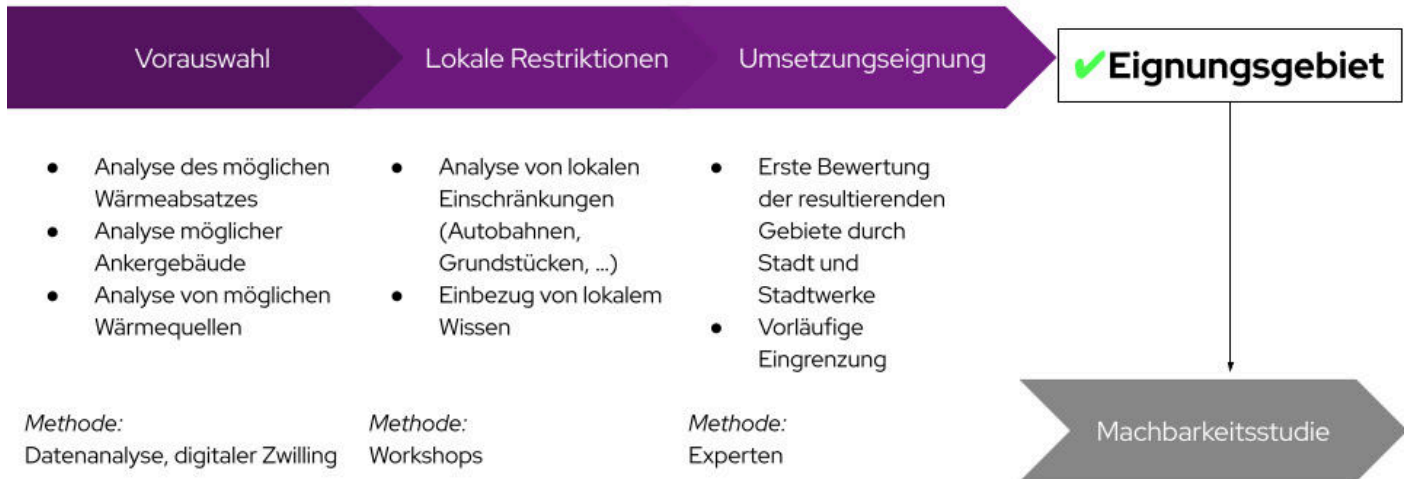 Vorauswahl
Lokale Restriktionen
Umsetzungseignung
✔Eignungsgebiet
● Analyse des möglichen
Wärmeabsatzes
● Analyse möglicher
Ankergebäude
● Analyse von möglichen
Wärmequellen
Methode:
Datenanalyse, digitaler Zwilling
● Analyse von lokalen
Einschränkungen
(Autobahnen,
Grundstücken, ...)
● Einbezug von lokalem
Wissen
Methode:
Workshops
● Erste Bewertung
der resultierenden
Gebiete durch
Stadt und
Stadtwerke
● Vorläufige
Eingrenzung
Methode:
Experten
Machbarkeitsstudie